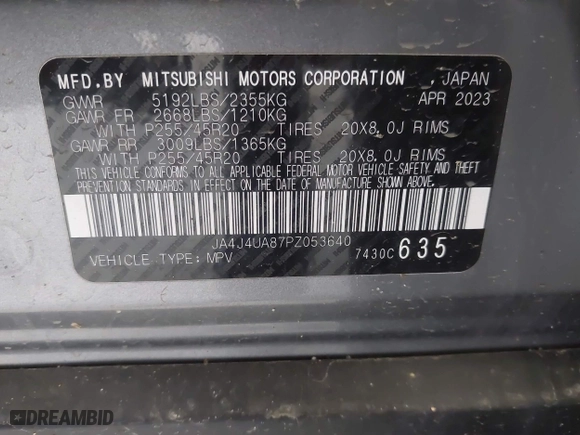 MFD.BY MITSUBISHI MOTORS CORPORATION , JAPAN
GVWR 5192LBS/2355KG APR 2023
GAWR FR 2668LBS/1210KG
WITH P255/45R20 TIRES 20X8.0J RIMS
GAWR RR 3009LBS/1365KG
WITH P255/45R20 TIRES 20X8.0J RIMS
THIS VEHICLE CONFORMS TO ALL APPLICABLE FEDERAL MOTOR VEHICLE SAFETY AND THEFT
PREVENTION STANDARDS IN EFFECT ON THE DATE OF MANUFACTURE SHOWN ABOVE.
JA4J4UA87PZ053640
VEHICLE TYPE: MPV 7430C 635
DREAMBID